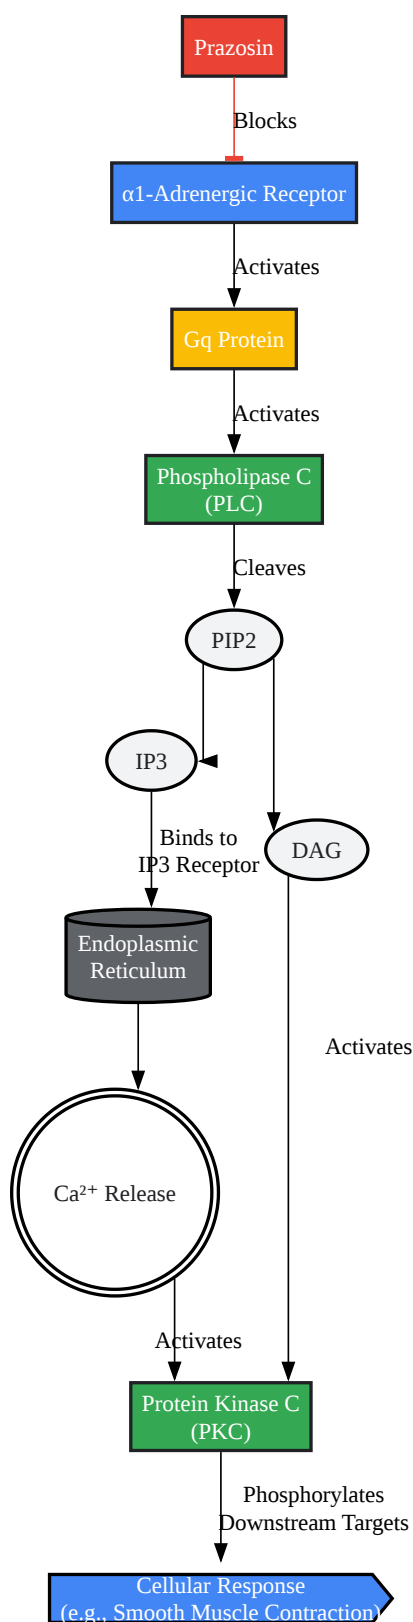 Prazosin
Blocks
α1-Adrenergic Receptor
Activates
Gq Protein
Activates
Phospholipase C
(PLC)
Cleaves
PIP2
IP3
Binds to
IP3 Receptor
DAG
Endoplasmic
Reticulum
Activates
Ca²⁺ Release
Activates
Protein Kinase C
(PKC)
Phosphorylates
Downstream Targets
Cellular Response
(e.g., Smooth Muscle Contraction)